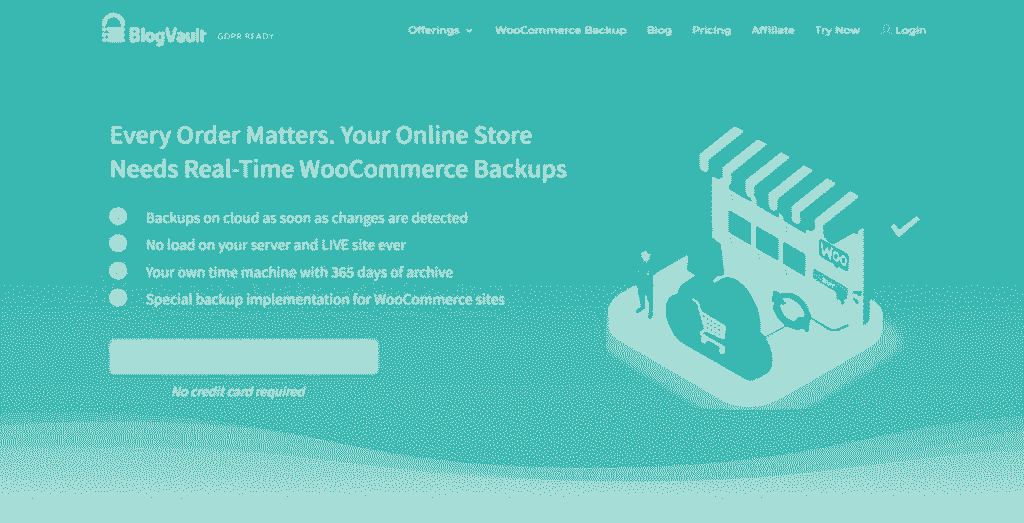 BlogVault GDPR READY
Offerings WooCommerce Backup Blog Pricing Affiliate Try Now Login
Every Order Matters. Your Online Store
Needs Real-Time WooCommerce Backups
Backups on cloud as soon as changes are detected
No load on your server and LIVE site ever
Your own time machine with 365 days of archive
Special backup implementation for WooCommerce sites
No credit card required
Woo